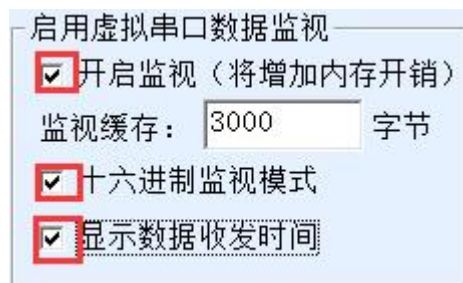 启用虚拟串口数据监视
开启监视（将增加内存开销）
监视缓存： 3000 字节
十六进制监视模式
显示数据收发时间